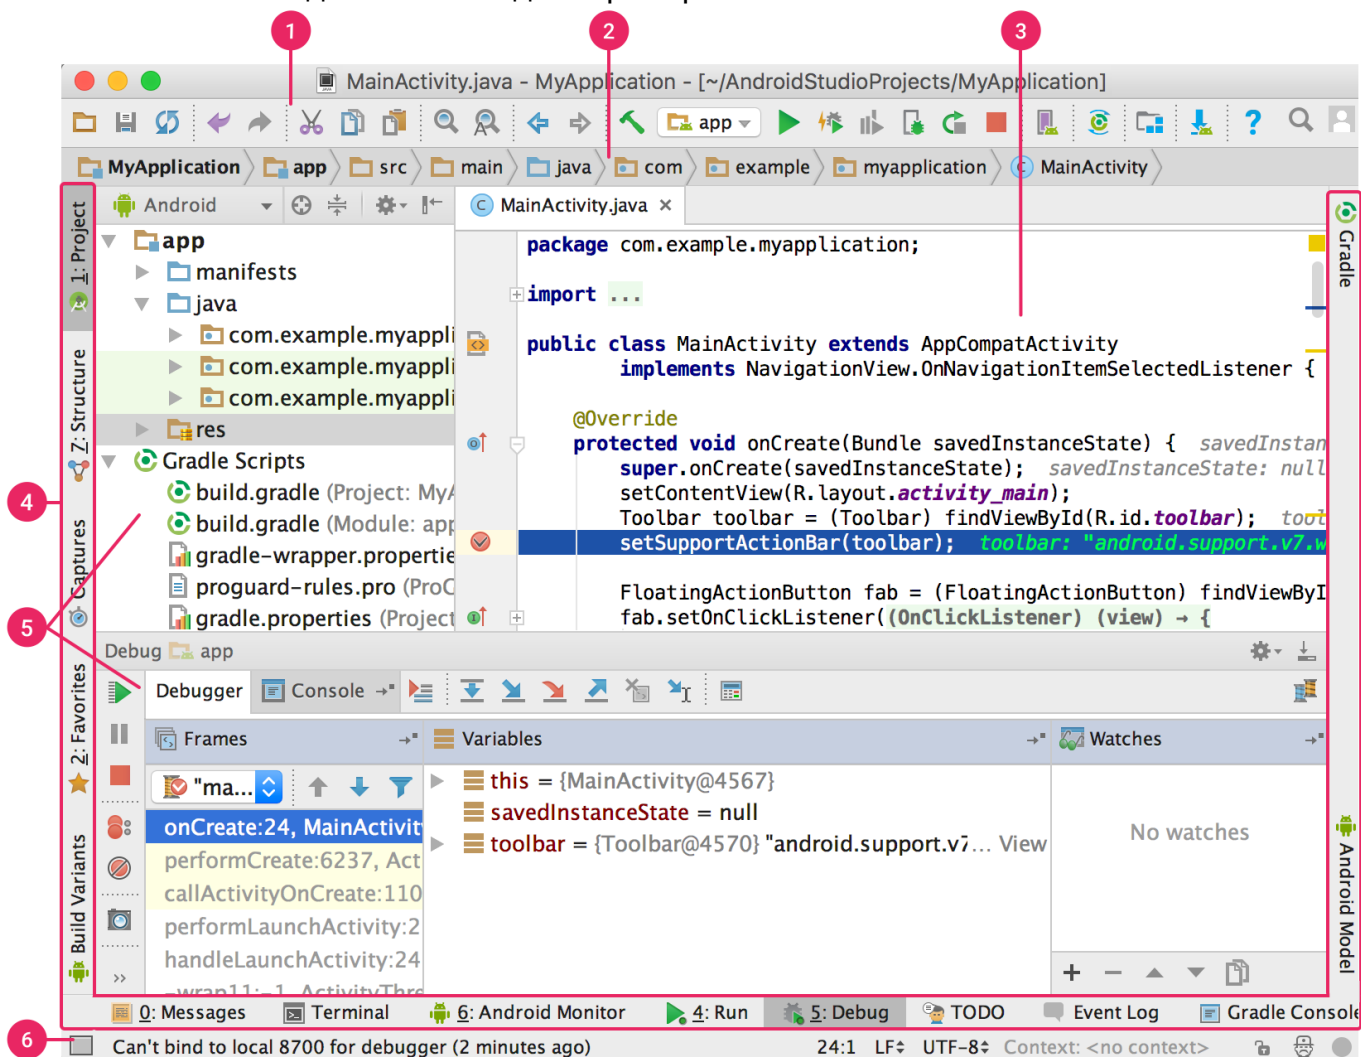 1 2 3
MainActivity.java - MyApplication - [~/AndroidStudioProjects/MyApplication]
app
MyApplication app src main java com example myapplication MainActivity
Android
MainActivity.java
1: Project
Z: Structure
Captures
2: Favorites
Build Variants
app
manifests
java
com.example.myappli
com.example.myappli
com.example.myappli
res
Gradle Scripts
build.gradle (Project: MyA
build.gradle (Module: app
gradle-wrapper.propertie
proguard-rules.pro (ProC
gradle.properties (Project
package com.example.myapplication;
import ...
public class MainActivity extends AppCompatActivity
implements NavigationView.OnNavigationItemSelectedListener {
@Override
protected void onCreate(Bundle savedInstanceState) { savedInstan
super.onCreate(savedInstanceState); savedInstanceState: null
setContentView(R.layout.activity_main);
Toolbar toolbar = (Toolbar) findViewById(R.id.toolbar); tool
setSupportActionBar(toolbar); toolbar: "android.support.v7.w
FloatingActionButton fab = (FloatingActionButton) findViewByI
fab.setOnClickListener((OnClickListener) (view) → {
Gradle
Android Model
4
5
Debug app
Debugger Console
Frames Variables Watches
"ma...
onCreate:24, MainActivit
performCreate:6237, Act
callActivityOnCreate:110
performLaunchActivity:2
handleLaunchActivity:24
-wrap11:-1, ActivityThre
this = {MainActivity@4567}
savedInstanceState = null
toolbar = {Toolbar@4570} "android.support.v7... View
No watches
0: Messages Terminal 6: Android Monitor 4: Run 5: Debug TODO Event Log Gradle Console
6
Can't bind to local 8700 for debugger (2 minutes ago) 24:1 LF UTF-8 Context: <no context>